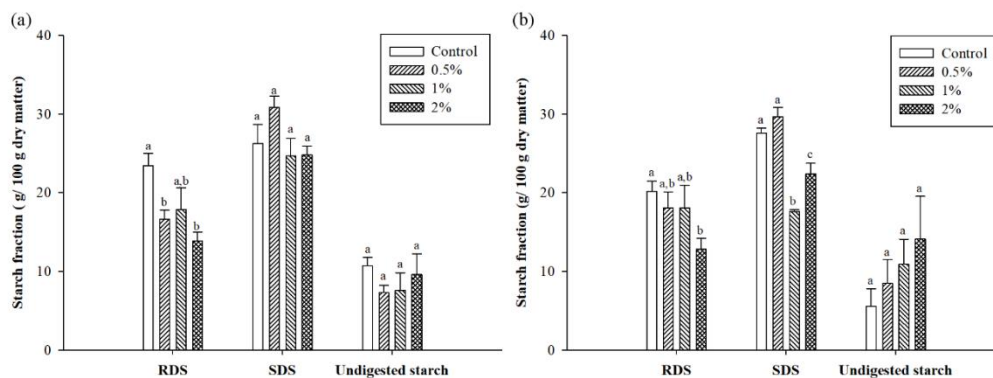 (a)
Starch fraction ( g/ 100 g dry matter)
40
30
20
10
0
Control
0.5%
1%
2%
a
b
a,b
b
a
a
a
a
a
a
a
a
RDS
SDS
Undigested starch
(b)
Starch fraction (g/ 100 g dry matter)
40
30
20
10
0
Control
0.5%
1%
2%
a
a,b
a,b
b
a
a
b
c
a
a
a
a
RDS
SDS
Undigested starch